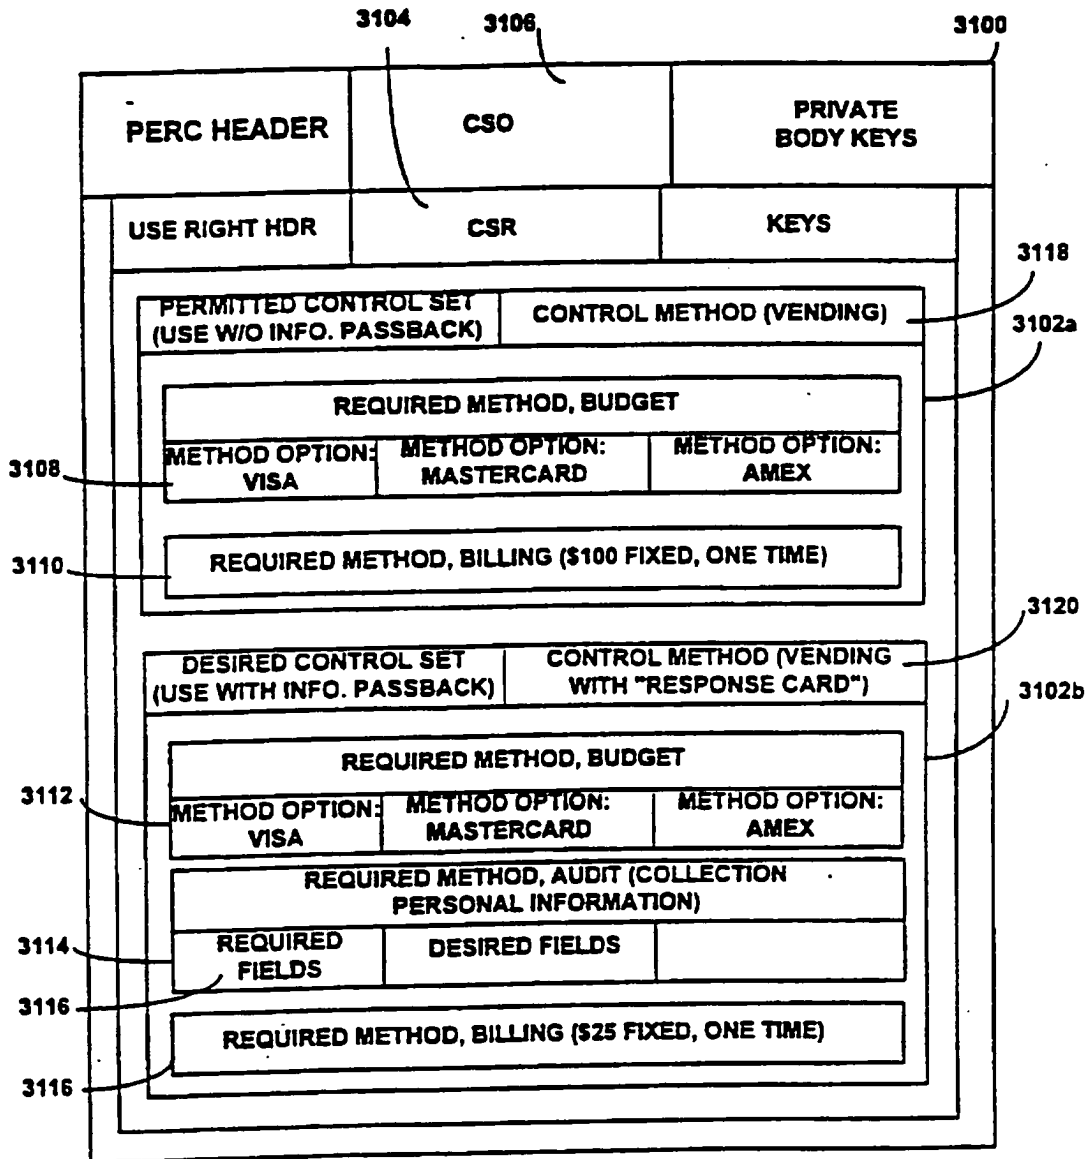 3104
3106
3100
PERC HEADER
CSO
PRIVATE
BODY KEYS
USE RIGHT HDR
CSR
KEYS
3118
PERMITTED CONTROL SET
(USE W/O INFO. PASSBACK)
CONTROL METHOD (VENDING)
3102a
REQUIRED METHOD, BUDGET
METHOD OPTION:
VISA
METHOD OPTION:
MASTERCARD
METHOD OPTION:
AMEX
3108
REQUIRED METHOD, BILLING ($100 FIXED, ONE TIME)
3110
3120
DESIRED CONTROL SET
(USE WITH INFO. PASSBACK)
CONTROL METHOD (VENDING
WITH "RESPONSE CARD")
3102b
REQUIRED METHOD, BUDGET
3112
METHOD OPTION:
VISA
METHOD OPTION:
MASTERCARD
METHOD OPTION:
AMEX
REQUIRED METHOD, AUDIT (COLLECTION
PERSONAL INFORMATION)
3114
REQUIRED
FIELDS
DESIRED FIELDS
3116
REQUIRED METHOD, BILLING ($25 FIXED, ONE TIME)
3116